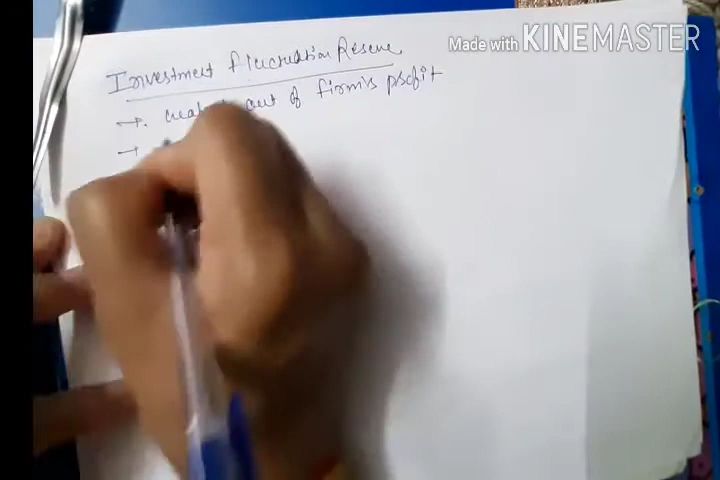 Made with KINEMASTER
Investment Fluctuation Reserve
→ out of firm's profit
→